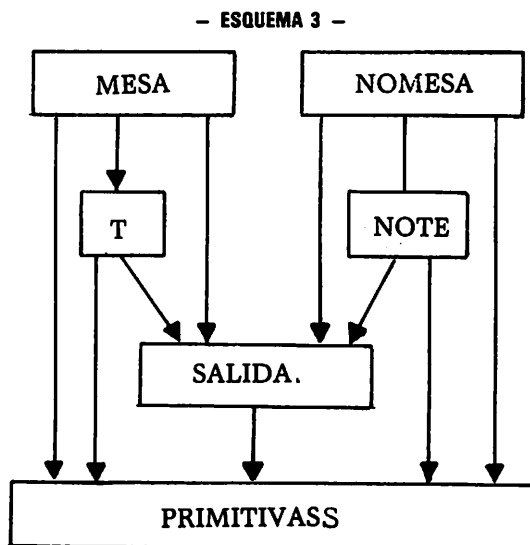 – ESQUEMA 3 –
MESA
NOMESA
T
NOTE
SALIDA.
PRIMITIVASS